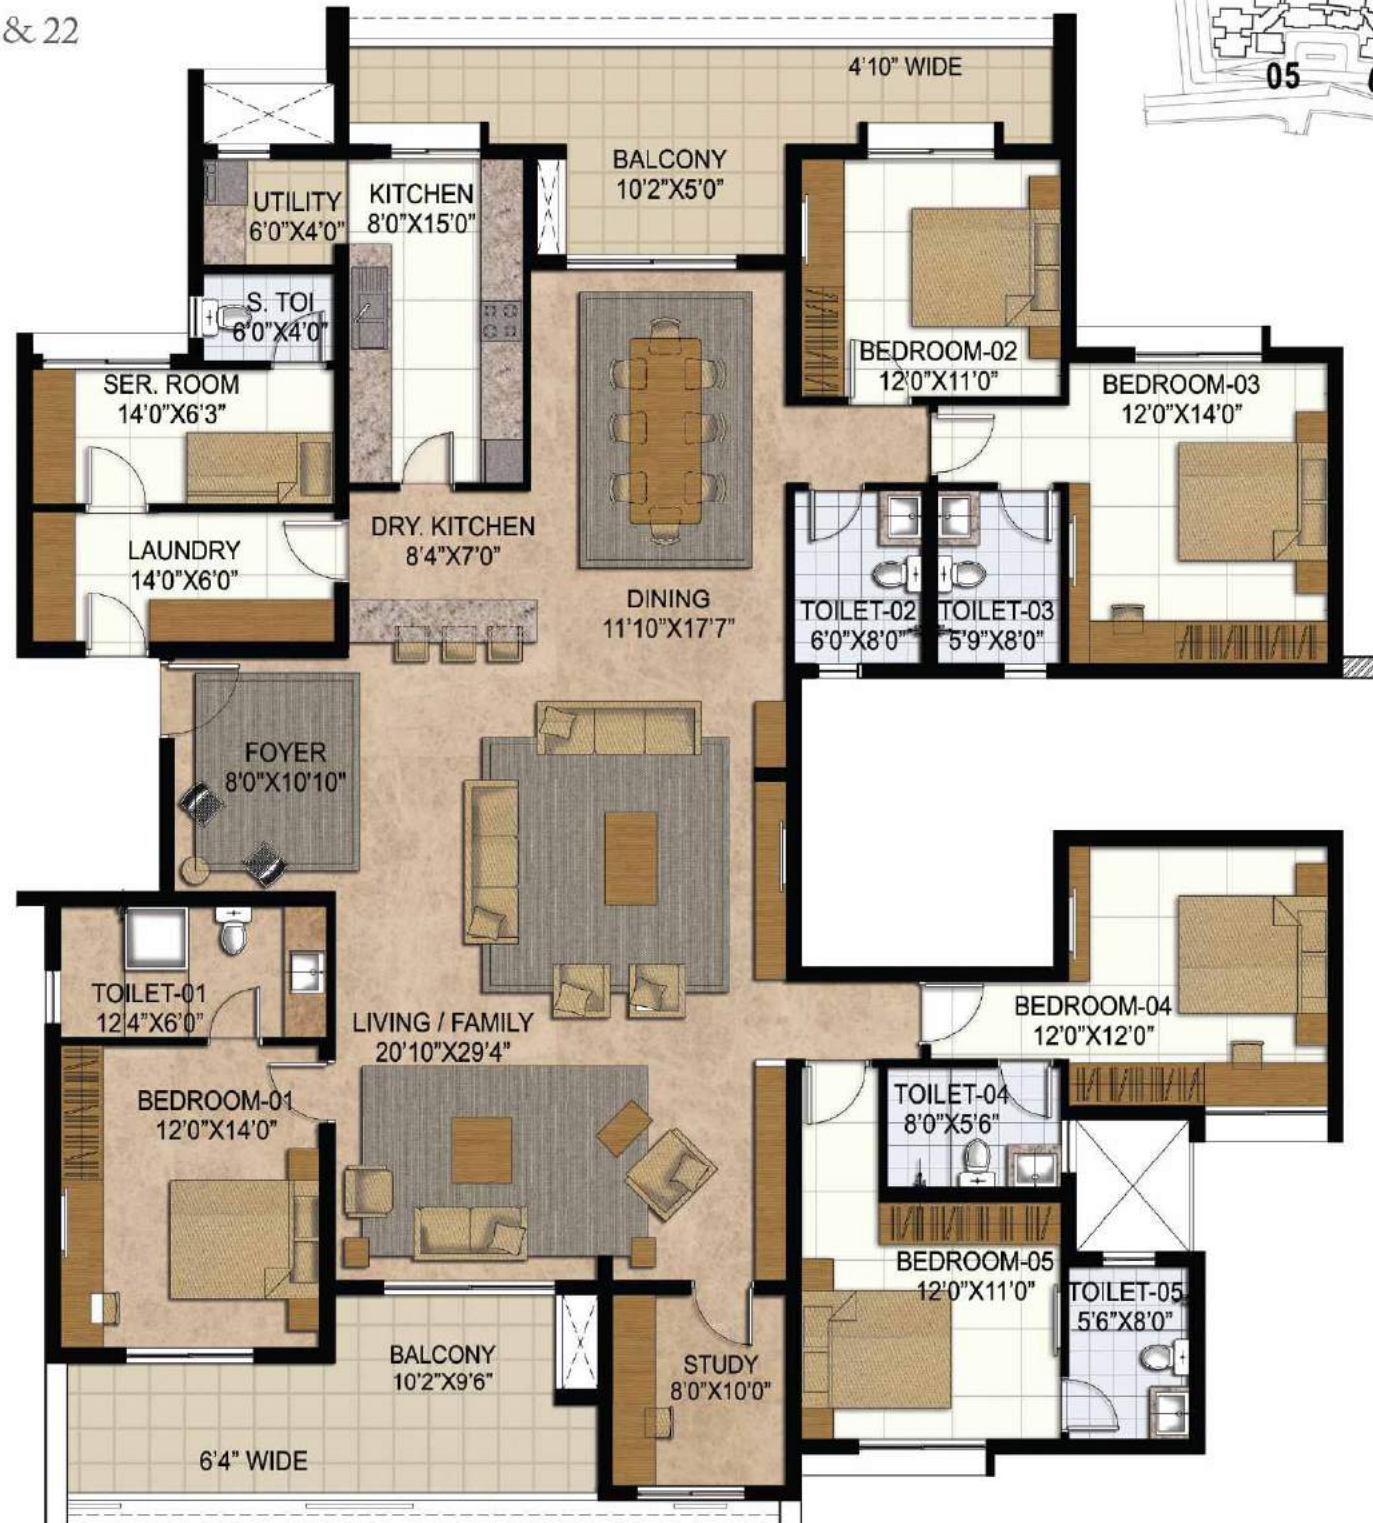 & 22
05
4'10" WIDE
BALCONY
10'2"X5'0"
UTILITY
6'0"X4'0"
KITCHEN
8'0"X15'0"
S. TOI
6'0"X4'0"
SER. ROOM
14'0"X6'3"
BEDROOM-02
12'0"X11'0"
BEDROOM-03
12'0"X14'0"
LAUNDRY
14'0"X6'0"
DRY. KITCHEN
8'4"X7'0"
DINING
11'10"X17'7"
TOILET-02
6'0"X8'0"
TOILET-03
5'9"X8'0"
FOYER
8'0"X10'10"
TOILET-01
12'4"X6'0"
LIVING / FAMILY
20'10"X29'4"
BEDROOM-04
12'0"X12'0"
BEDROOM-01
12'0"X14'0"
TOILET-04
8'0"X5'6"
BEDROOM-05
12'0"X11'0"
TOILET-05
5'6"X8'0"
BALCONY
10'2"X9'6"
STUDY
8'0"X10'0"
6'4" WIDE